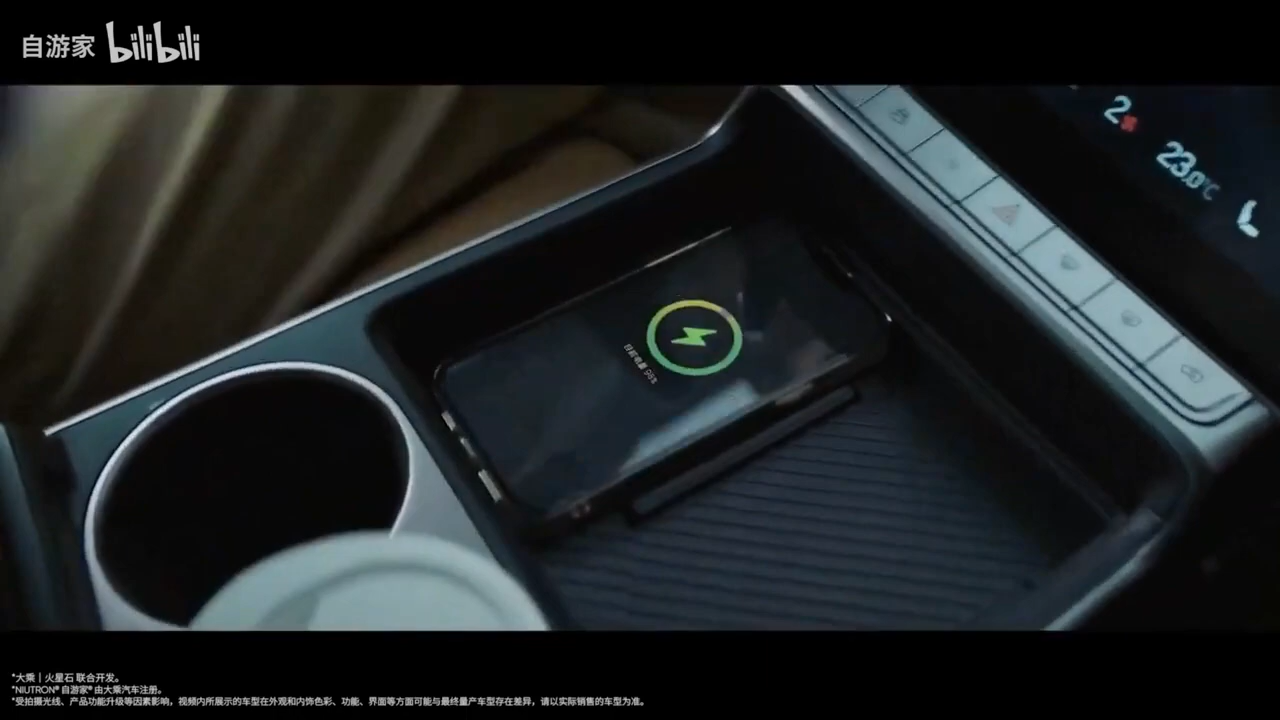 自游家 bilibili
2
23.0°C
98%
*大乘｜火星石 联合开发。
*NIUTRON® 自游家® 由大乘汽车注册。
*受拍摄光线、产品功能升级等因素影响，视频内所展示的车型在外观和内饰色彩、功能、界面等方面可能与最终量产车型存在差异，请以实际销售的车型为准。